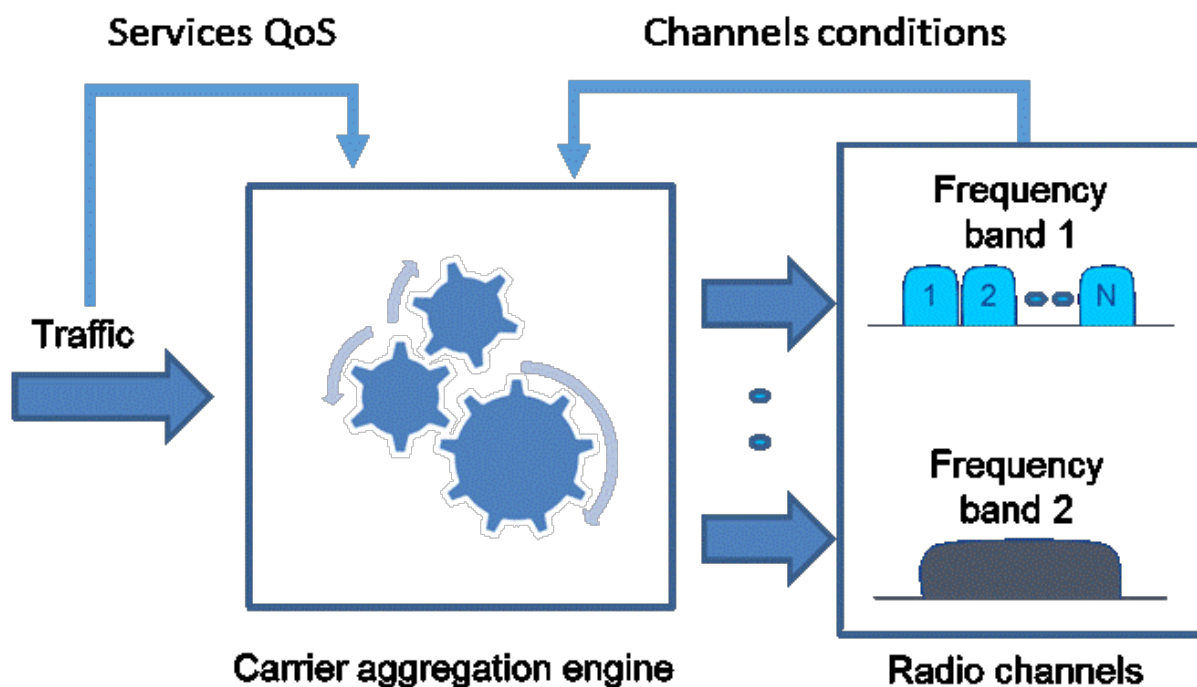 Services QoS
Channels conditions
Traffic
Frequency
band 1
1 2 N
Frequency
band 2
Carrier aggregation engine
Radio channels